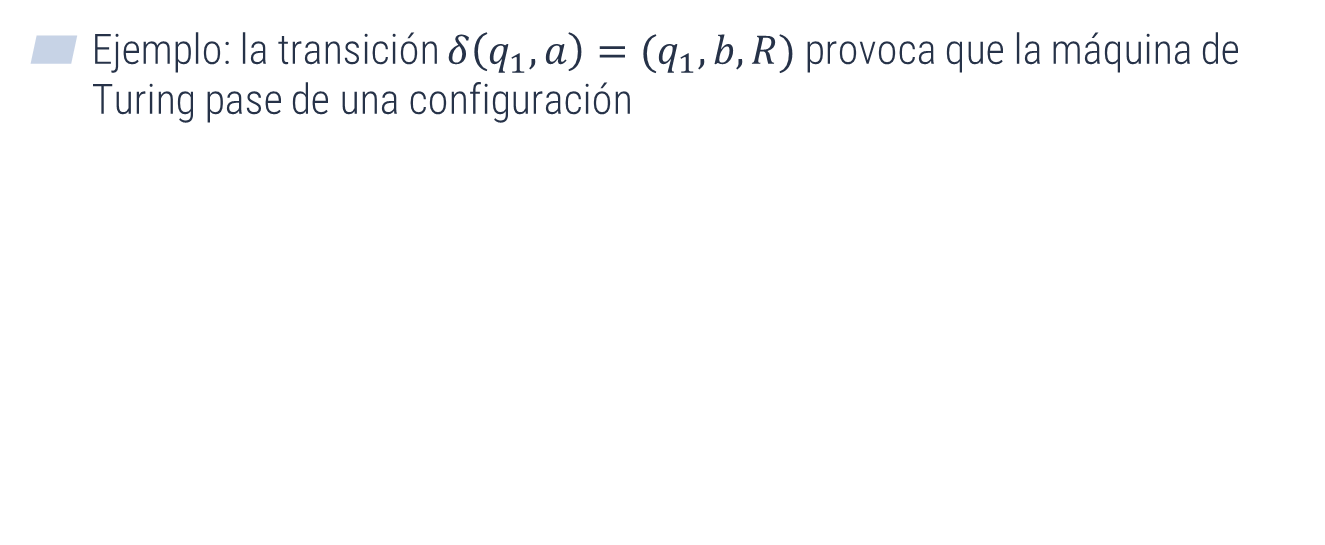 Ejemplo: la transición δ(q₁, a) = (q₁, b, R) provoca que la máquina de
Turing pase de una configuración